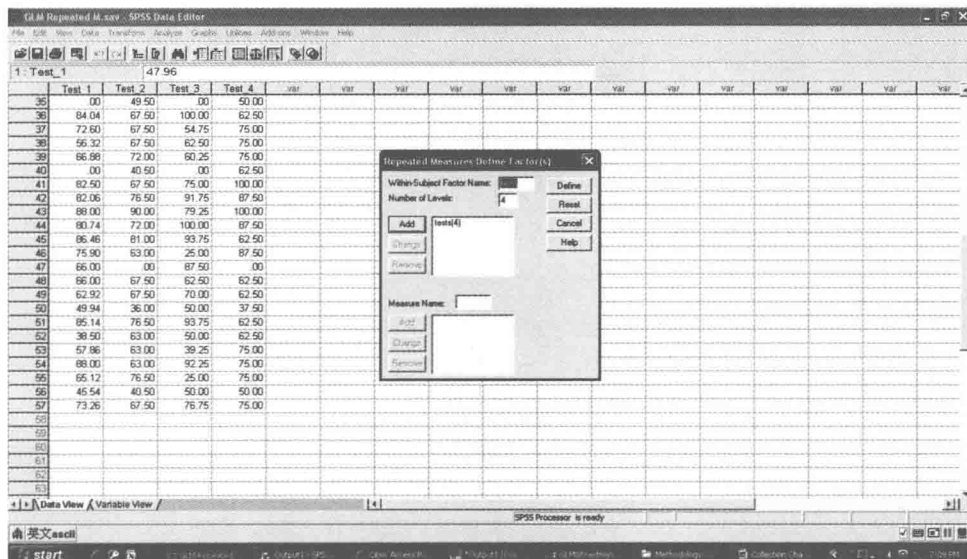 GLM Repeated M.sav - SPSS Data Editor
File Edit View Data Transform Analyze Graphs Utilities Add-ons Window Help
1 : Test_1 47.96
Test_1 Test_2 Test_3 Test_4 var var var var var var var var var var var
35 .00 49.50 .00 50.00
36 84.04 67.50 100.00 62.50
37 72.60 67.50 54.75 75.00
38 56.32 67.50 62.50 75.00
39 66.88 72.00 60.25 75.00
40 .00 40.50 .00 62.50
41 82.50 67.50 75.00 100.00
42 82.06 76.50 91.75 87.50
43 88.00 90.00 79.25 100.00
44 80.74 72.00 100.00 87.50
45 86.46 81.00 93.75 62.50
46 75.90 63.00 25.00 87.50
47 66.00 .00 87.50 .00
48 66.00 67.50 62.50 62.50
49 62.92 67.50 70.00 62.50
50 49.94 36.00 50.00 37.50
51 85.14 76.50 93.75 62.50
52 38.50 63.00 50.00 62.50
53 57.86 63.00 39.25 75.00
54 88.00 63.00 92.25 75.00
55 65.12 76.50 25.00 75.00
56 45.54 40.50 50.00 50.00
57 73.26 67.50 76.75 75.00
58
59
60
61
62
63
Repeated Measures Define Factor(s)
Within-Subject Factor Name:
Number of Levels: 4
Define
Reset
Cancel
Help
Add
tests(4)
Change
Remove
Measure Name:
Add
Change
Remove
Data View Variable View
SPSS Processor is ready
英文ascii
start
Methodology